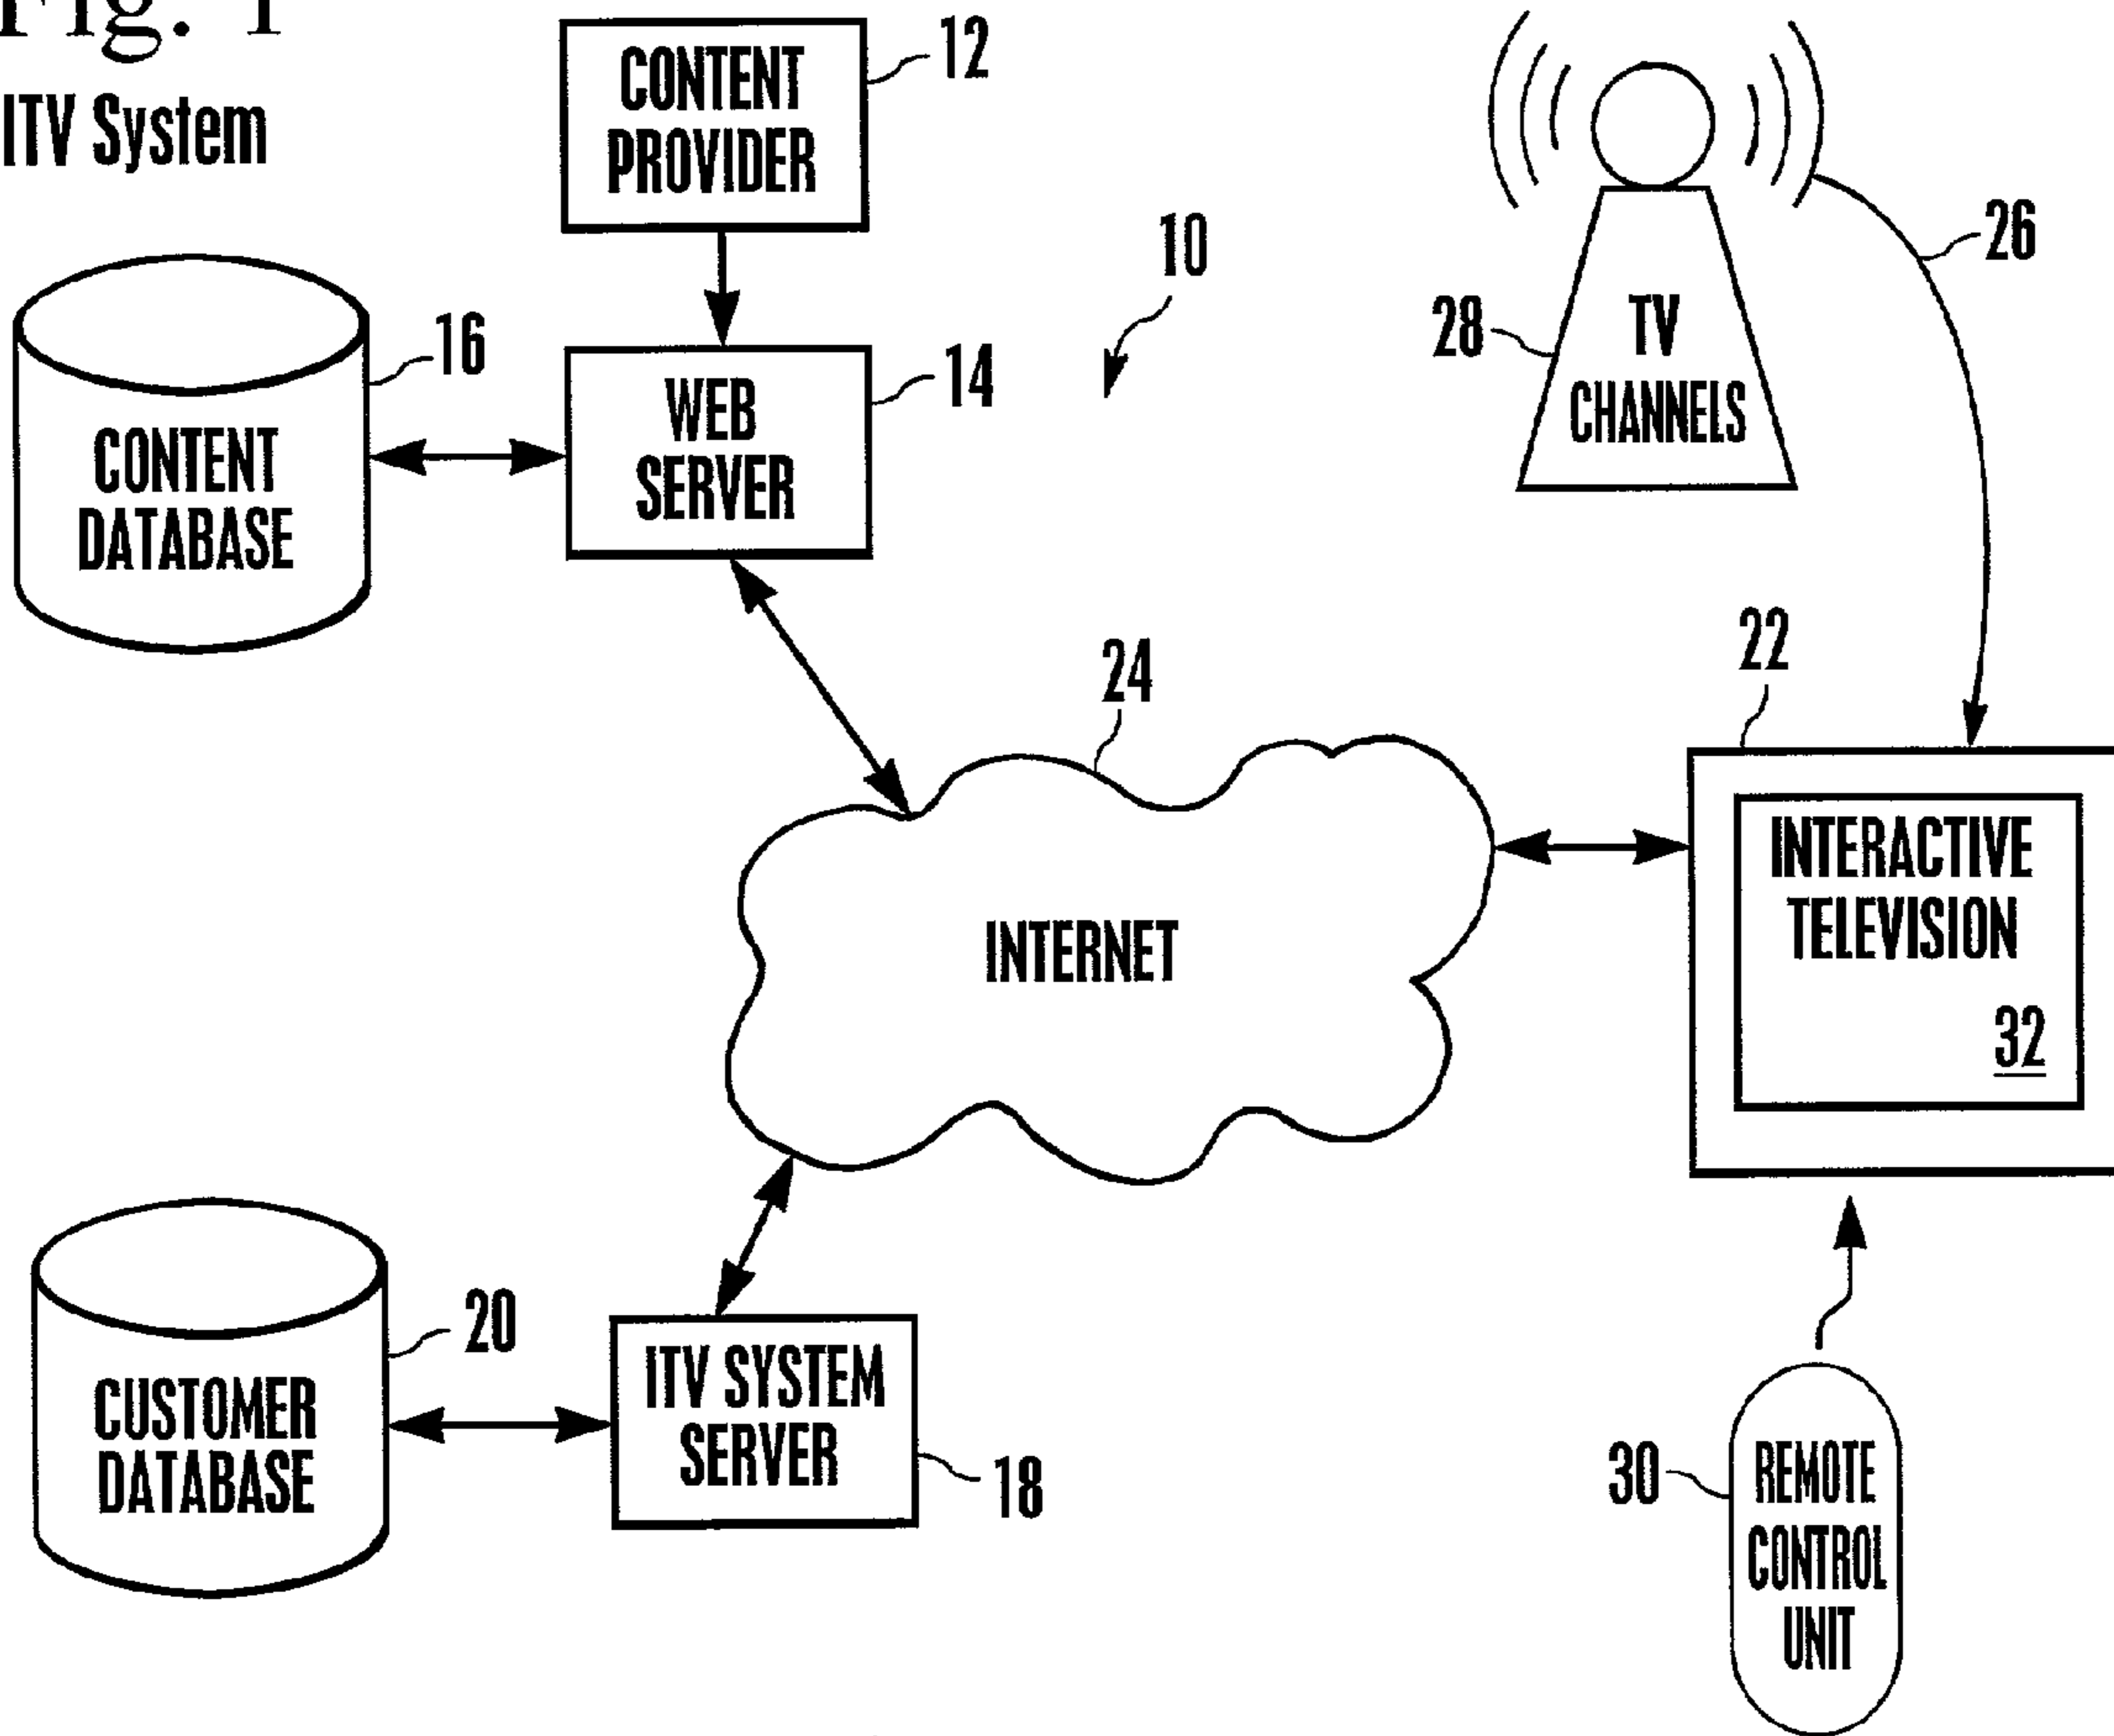 Fig. 1
ITV System
CONTENT
PROVIDER
12
10
26
28
TV
CHANNELS
16
14
WEB
SERVER
CONTENT
DATABASE
22
24
INTERACTIVE
TELEVISION
32
INTERNET
20
CUSTOMER
DATABASE
ITV SYSTEM
SERVER
18
30
REMOTE
CONTROL
UNIT